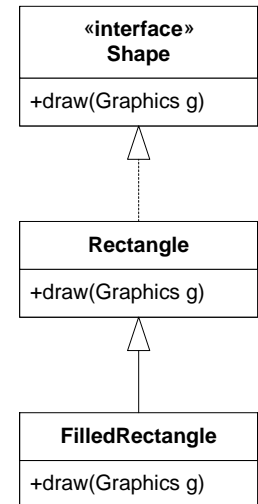 «interface»
Shape
+draw(Graphics g)
Rectangle
+draw(Graphics g)
FilledRectangle
+draw(Graphics g)